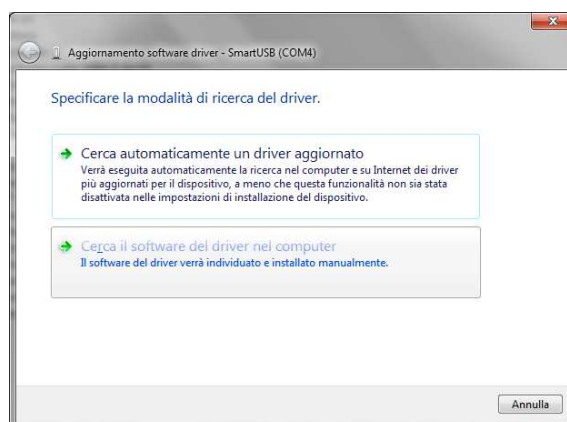 Aggiornamento software driver - SmartUSB (COM4)
Specificare la modalità di ricerca del driver.
Cerca automaticamente un driver aggiornato
Verrà eseguita automaticamente la ricerca nel computer e su Internet dei driver
più aggiornati per il dispositivo, a meno che questa funzionalità non sia stata
disattivata nelle impostazioni di installazione del dispositivo.
Cerca il software del driver nel computer
Il software del driver verrà individuato e installato manualmente.
Annulla